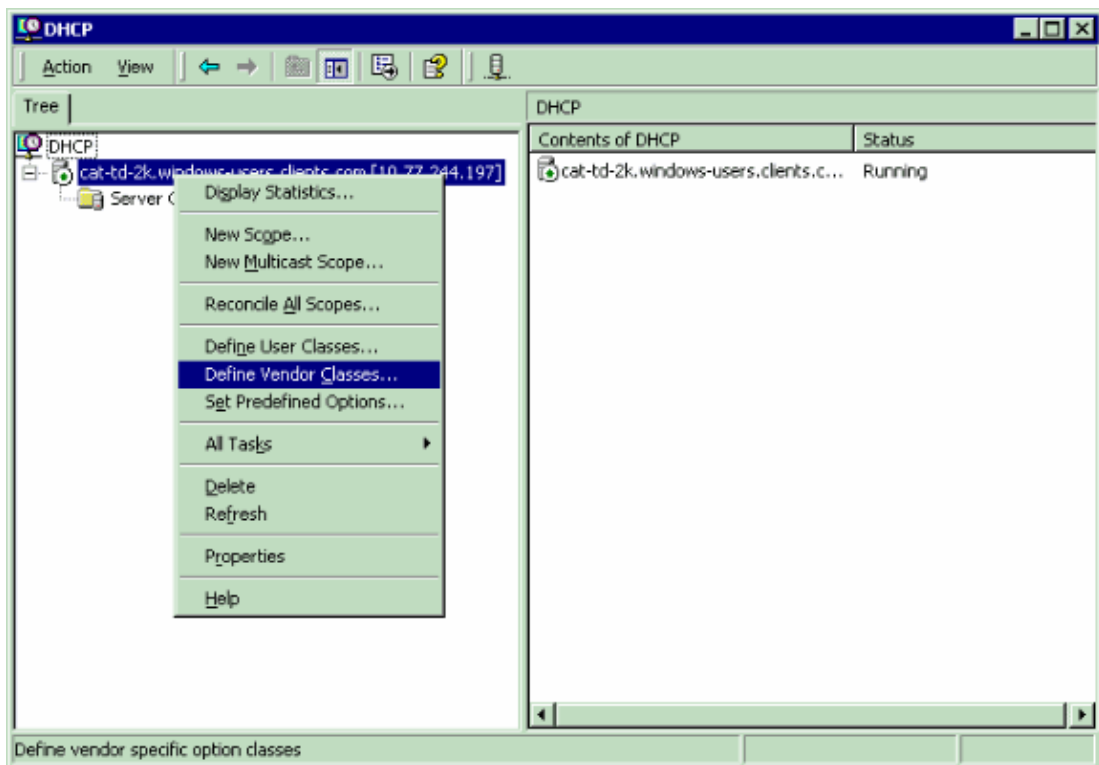 DHCP
Action View
Tree
DHCP
DHCP
Contents of DHCP Status
cat-td-2k.windows-users.clients.com [10.77.244.197]
cat-td-2k.windows-users.clients.c... Running
Server
Display Statistics...
New Scope...
New Multicast Scope...
Reconcile All Scopes...
Define User Classes...
Define Vendor Classes...
Set Predefined Options...
All Tasks
Delete
Refresh
Properties
Help
Define vendor specific option classes